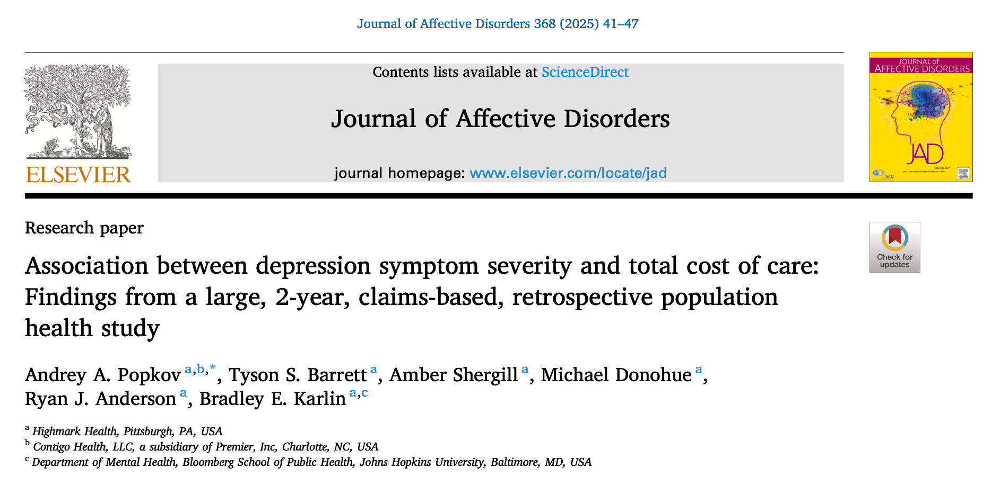 Journal of Affective Disorders 368 (2025) 41–47
Contents lists available at ScienceDirect
Journal of Affective Disorders
journal homepage: www.elsevier.com/locate/jad
NON SOLUS
ELSEVIER
JOURNAL of
AFFECTIVE DISORDERS
JAD
ISAD
Research paper
Check for
updates
Association between depression symptom severity and total cost of care:
Findings from a large, 2-year, claims-based, retrospective population
health study
Andrey A. Popkov a,b,*, Tyson S. Barrett a, Amber Shergill a, Michael Donohue a,
Ryan J. Anderson a, Bradley E. Karlin a,c
a Highmark Health, Pittsburgh, PA, USA
b Contigo Health, LLC, a subsidiary of Premier, Inc, Charlotte, NC, USA
c Department of Mental Health, Bloomberg School of Public Health, Johns Hopkins University, Baltimore, MD, USA